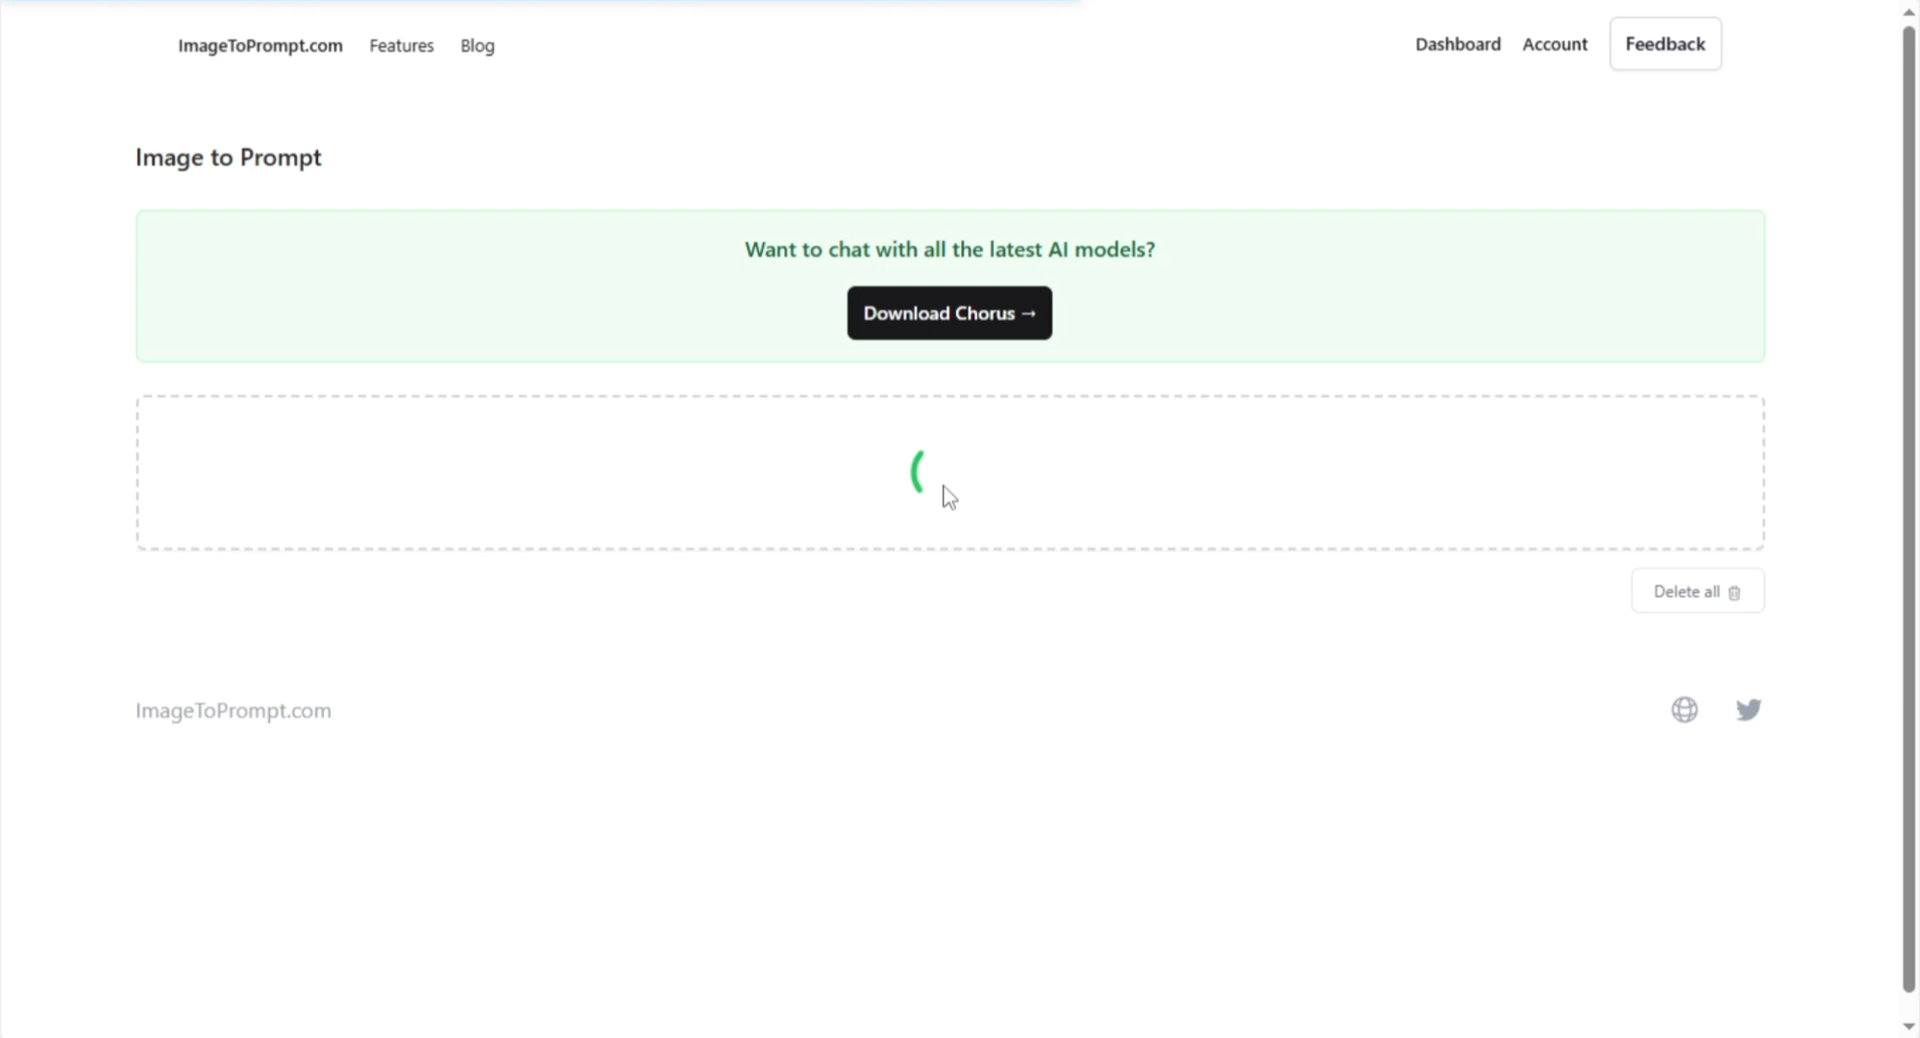 ImageToPrompt.com Features Blog Dashboard Account Feedback
Image to Prompt
Want to chat with all the latest AI models?
Download Chorus →
Delete all
ImageToPrompt.com